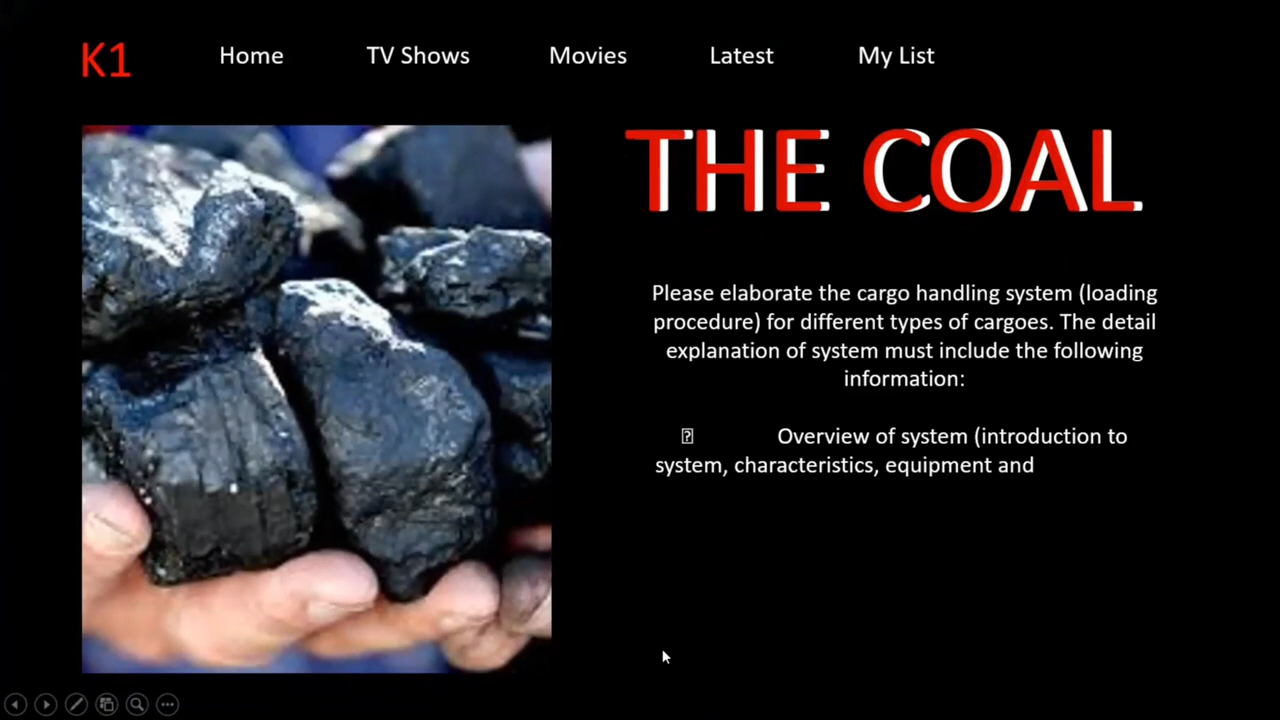 K1 Home TV Shows Movies Latest My List
THE COAL
Please elaborate the cargo handling system (loading
procedure) for different types of cargoes. The detail
explanation of system must include the following
information:
Overview of system (introduction to
system, characteristics, equipment and